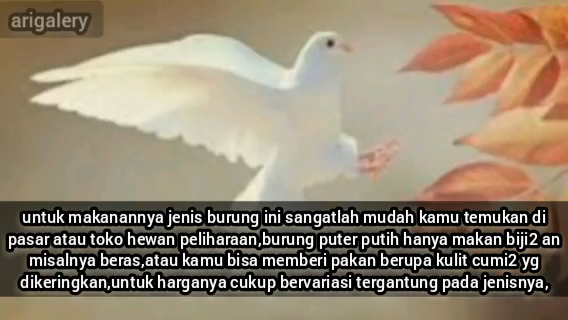 arigalery
untuk makanannya jenis burung ini sangatlah mudah kamu temukan di
pasar atau toko hewan peliharaan,burung puter putih hanya makan biji2 an
misalnya beras,atau kamu bisa memberi pakan berupa kulit cumi2 yg
dikeringkan,untuk harganya cukup bervariasi tergantung pada jenisnya,